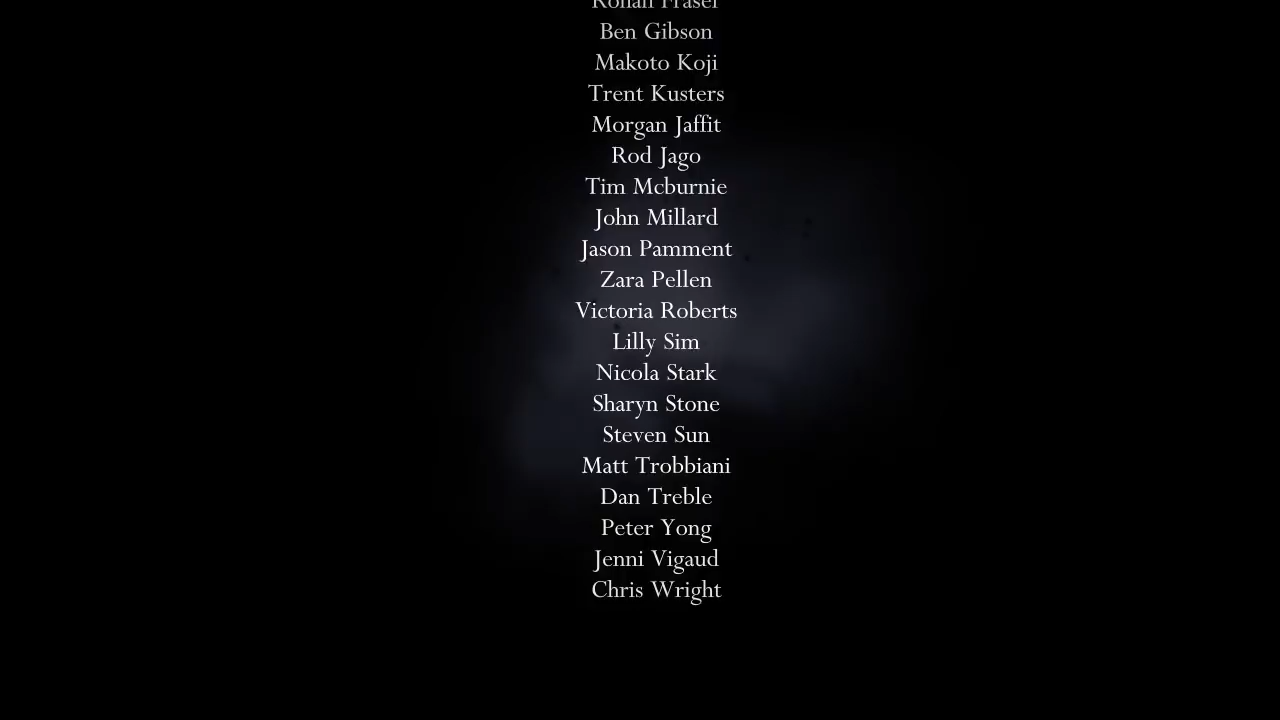 Ronan Fraser
Ben Gibson
Makoto Koji
Trent Kusters
Morgan Jaffit
Rod Jago
Tim Mcburnie
John Millard
Jason Pamment
Zara Pellen
Victoria Roberts
Lilly Sim
Nicola Stark
Sharyn Stone
Steven Sun
Matt Trobbiani
Dan Treble
Peter Yong
Jenni Vigaud
Chris Wright